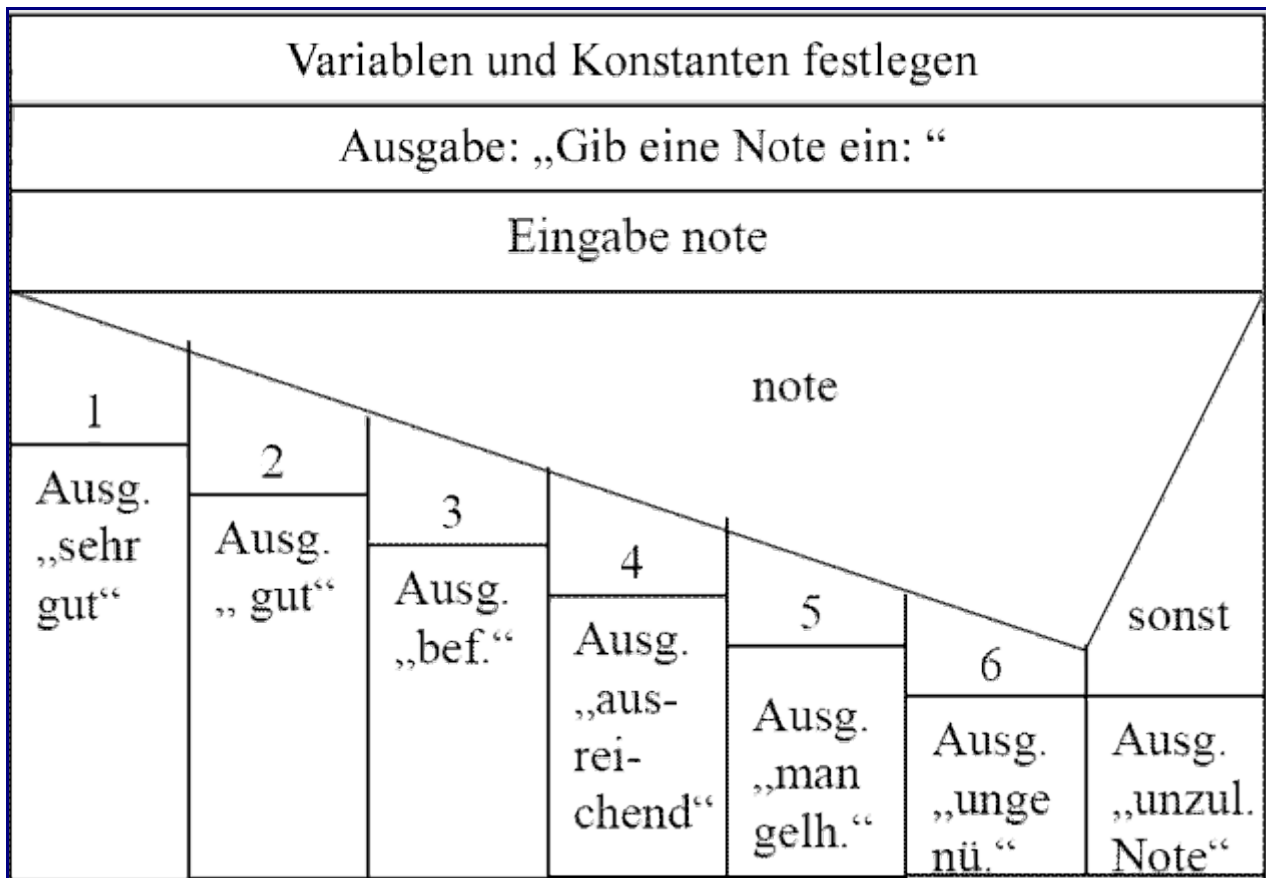 Variablen und Konstanten festlegen
Ausgabe: „Gib eine Note ein: “
Eingabe note
note
1
Ausg.
„sehr
gut“
2
Ausg.
„ gut“
3
Ausg.
„bef.“
4
Ausg.
„aus-
rei-
chend“
5
Ausg.
„man
gelh.“
6
Ausg.
„unge
nü.“
sonst
Ausg.
„unzul.
Note“